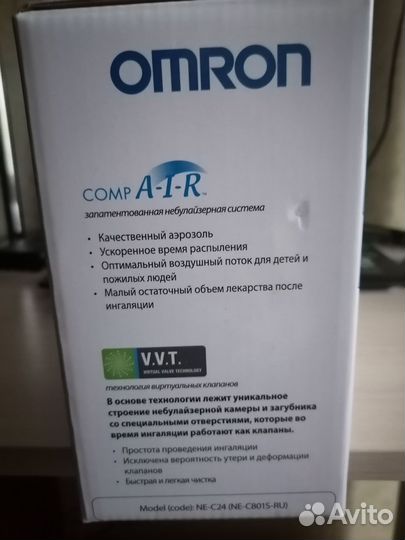 OMRON
COMP A-I-R™
запатентованная небулайзерная система
• Качественный аэрозоль
• Ускоренное время распыления
• Оптимальный воздушный поток для детей и
пожилых людей
• Малый остаточный объем лекарства после
ингаляции
V.V.T.
VIRTUAL VALVE TECHNOLOGY
технология виртуальных клапанов
В основе технологии лежит уникальное
строение небулайзерной камеры и загубника
со специальными отверстиями, которые во
время ингаляции работают как клапаны.
• Простота проведения ингаляции
• Исключена вероятность утери и деформации
клапанов
• Быстрая и легкая чистка
Model (code): NE-C24 (NE-C801S-RU)
Avito